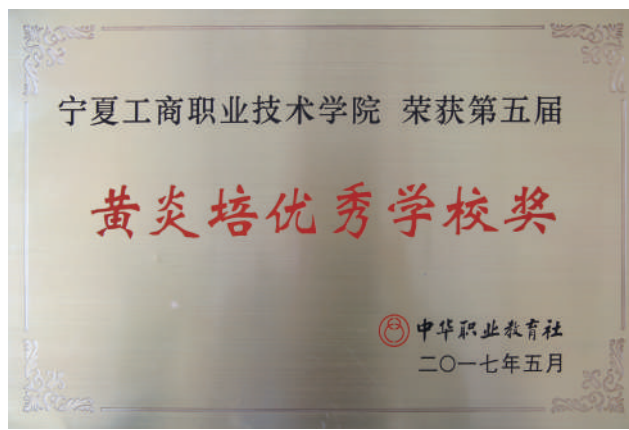 宁夏工商职业技术学院 荣获第五届
黄炎培优秀学校奖
中华职业教育社
二〇一七年五月